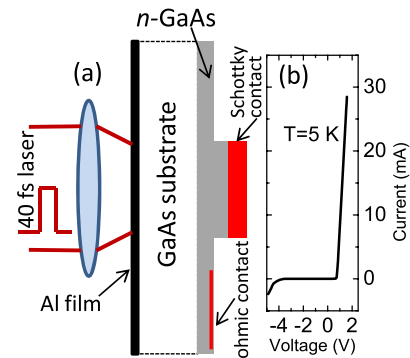 n-GaAs
(a)
40 fs laser
Al film
GaAs substrate
Schottky
contact
ohmic contact
(b)
T=5 K
30
20
10
0
Current (mA)
-4 -2 0 2
Voltage (V)